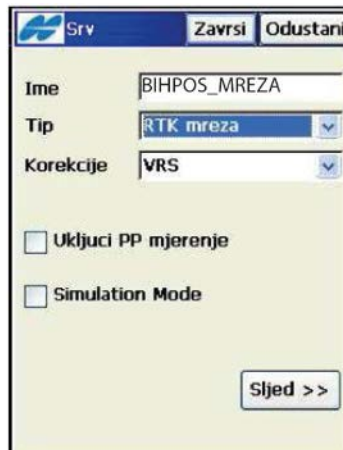 Srv Zavrsi Odustani
Ime BIHPOS_MREZA
Tip RTK mreza
Korekcije VRS
Ukljuci PP mjerenje
Simulation Mode
Sljed >>